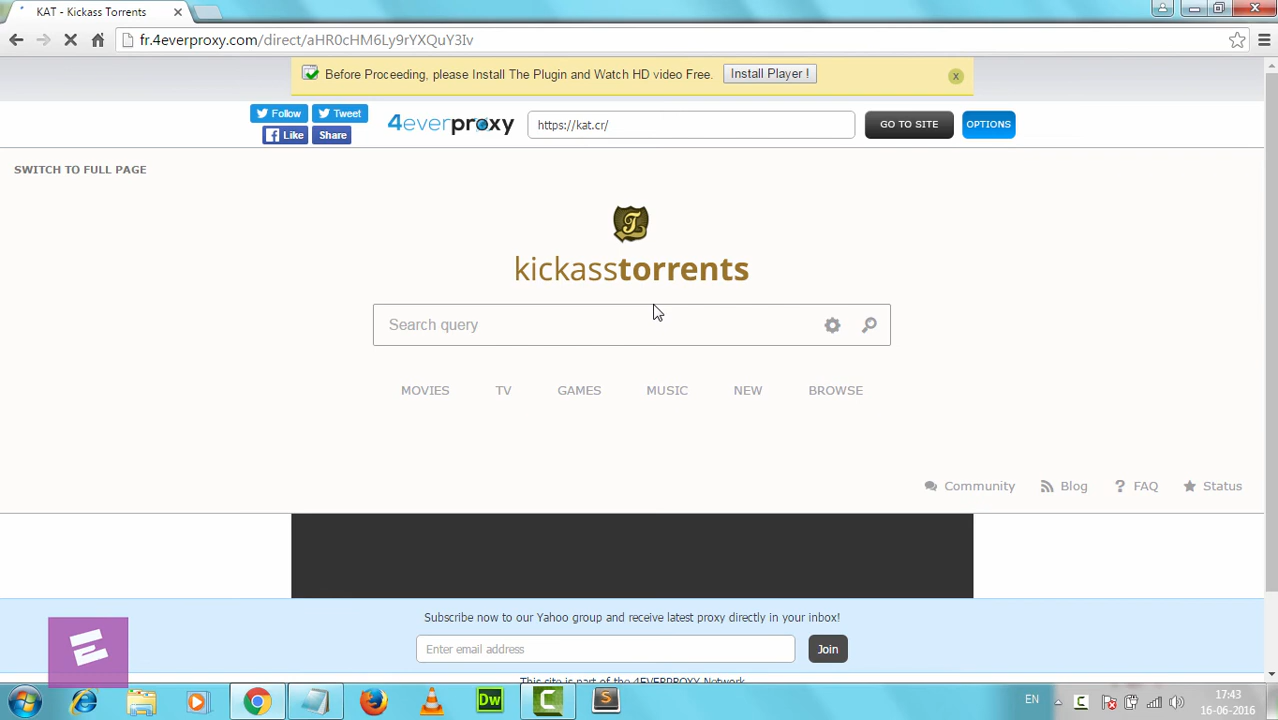 KAT - Kickass Torrents
fr.4everproxy.com/direct/aHR0cHM6Ly9rYXQuY3Iv
Before Proceeding, please Install The Plugin and Watch HD video Free. Install Player !
x
Follow Tweet
Like Share
4everproxy
https://kat.cr/
GO TO SITE
OPTIONS
SWITCH TO FULL PAGE
kickasstorrents
Search query
MOVIES TV GAMES MUSIC NEW BROWSE
Community Blog FAQ Status
Subscribe now to our Yahoo group and receive latest proxy directly in your inbox!
Enter email address Join
This site is part of the 4EVERPROXY Network
Dw
EN
17:43
16-06-2016